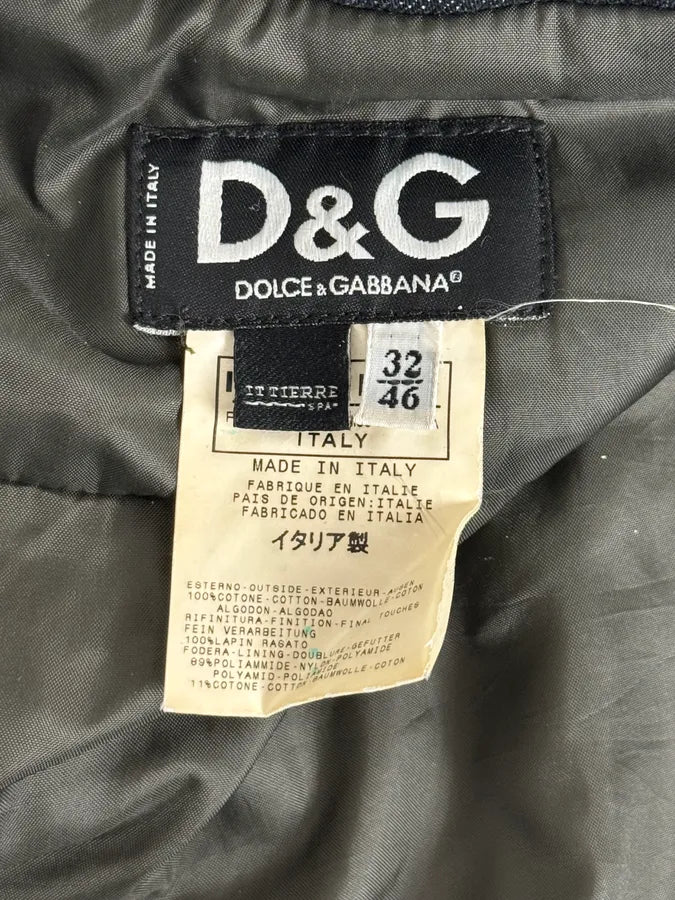 MADE IN ITALY
D&G
DOLCE & GABBANA®
ITTIERRE
SPA
32
46
ITALY
MADE IN ITALY
FABRIQUE EN ITALIE
PAIS DE ORIGEN:ITALIE
FABRICADO EN ITALIA
イタリア製
ESTERNO-OUTSIDE-EXTERIEUR-AUSEN
100%COTONE-COTTON-BAUMWOLLE-COTON
ALGODON-ALGODAO
RIFINITURA-FINITION-FINAL TOUCHES
FEIN VERARBEITUNG
100%LAPIN RASATO
FODERA-LINING-DOUBLURE-GEFUTTER
89%POLIAMMIDE-NYLON-POLYAMIDE
POLYAMID-POLIAMIDE
11%COTONE-COTTON-BAUMWOLLE-COTON